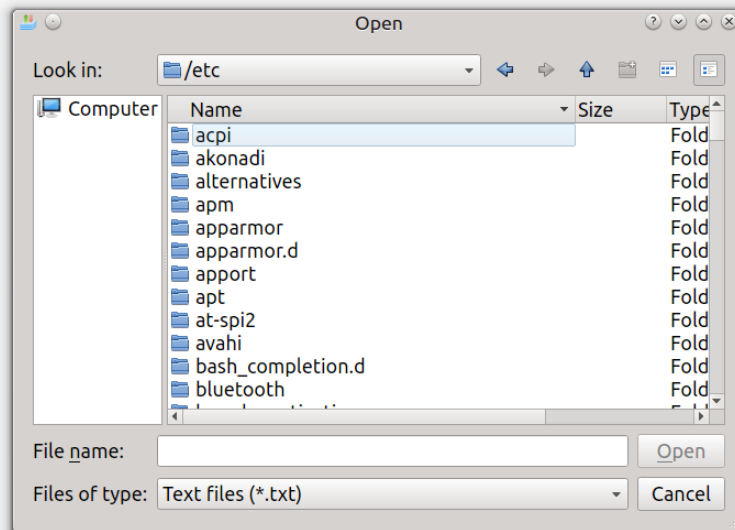 Open
Look in: /etc
Computer
Name Size Type
acpi Fold
akonadi Fold
alternatives Fold
apm Fold
apparmor Fold
apparmor.d Fold
apport Fold
apt Fold
at-spi2 Fold
avahi Fold
bash_completion.d Fold
bluetooth Fold
File name: Open
Files of type: Text files (*.txt) Cancel